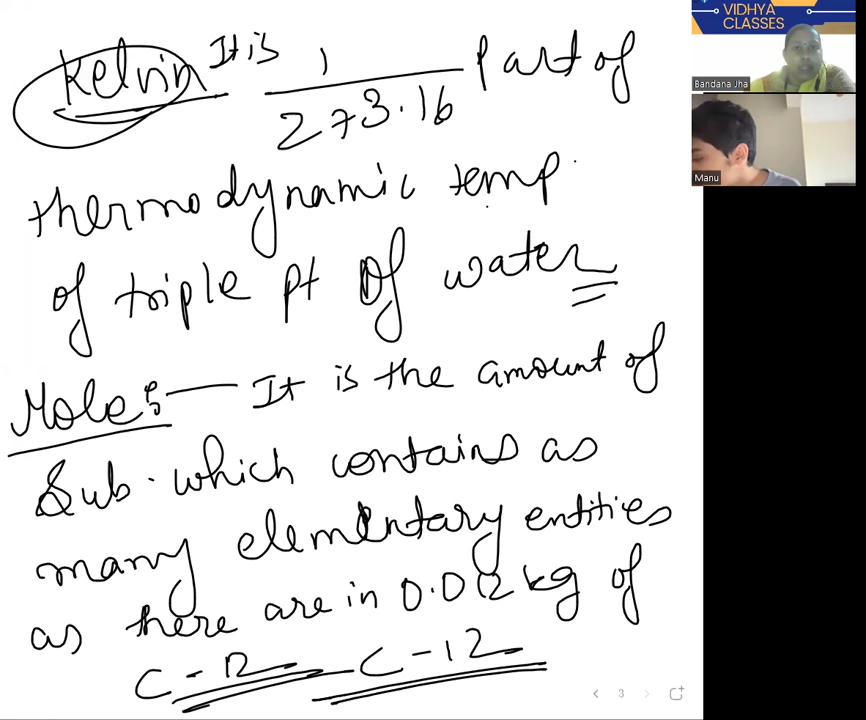 VIDHYA
CLASSES
Bandana Jha
Manu
Kelvin It is 1/273.16 Part of
thermodynamic temp.
of triple pt of water
Mole :— It is the amount of
Sub. which contains as
many elementary entities
as there are in 0.012 kg of
C-12 C-12
3